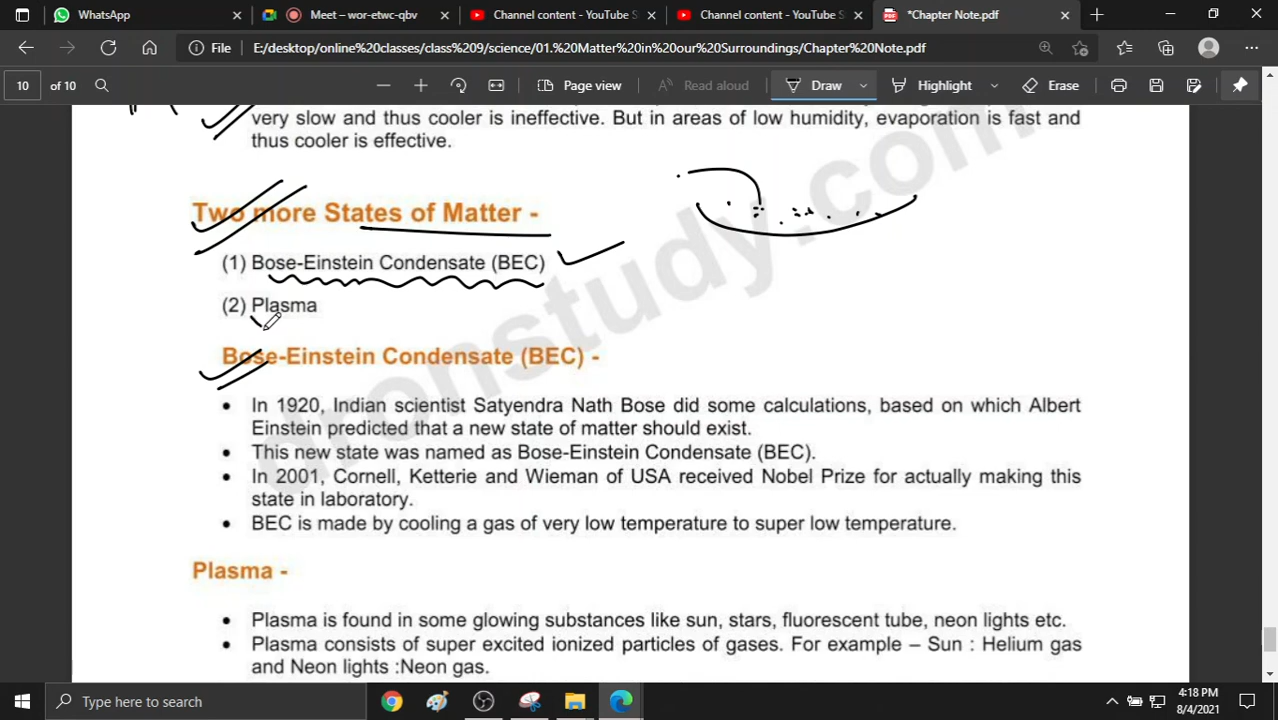 WhatsApp
Meet – wor-etwc-qbv
Channel content - YouTube S
Channel content - YouTube S
*Chapter Note.pdf
File
E:/desktop/online%20classes/class%209/science/01.%20Matter%20in%20our%20Surroundings/Chapter%20Note.pdf
10 of 10
Page view
Read aloud
Draw
Highlight
Erase
very slow and thus cooler is ineffective. But in areas of low humidity, evaporation is fast and
thus cooler is effective.
Two more States of Matter -
(1) Bose-Einstein Condensate (BEC)
(2) Plasma
Bose-Einstein Condensate (BEC) -
• In 1920, Indian scientist Satyendra Nath Bose did some calculations, based on which Albert
Einstein predicted that a new state of matter should exist.
• This new state was named as Bose-Einstein Condensate (BEC).
• In 2001, Cornell, Ketterie and Wieman of USA received Nobel Prize for actually making this
state in laboratory.
• BEC is made by cooling a gas of very low temperature to super low temperature.
Plasma -
• Plasma is found in some glowing substances like sun, stars, fluorescent tube, neon lights etc.
• Plasma consists of super excited ionized particles of gases. For example – Sun : Helium gas
and Neon lights :Neon gas.
dronstudy.com
Type here to search
4:18 PM
8/4/2021